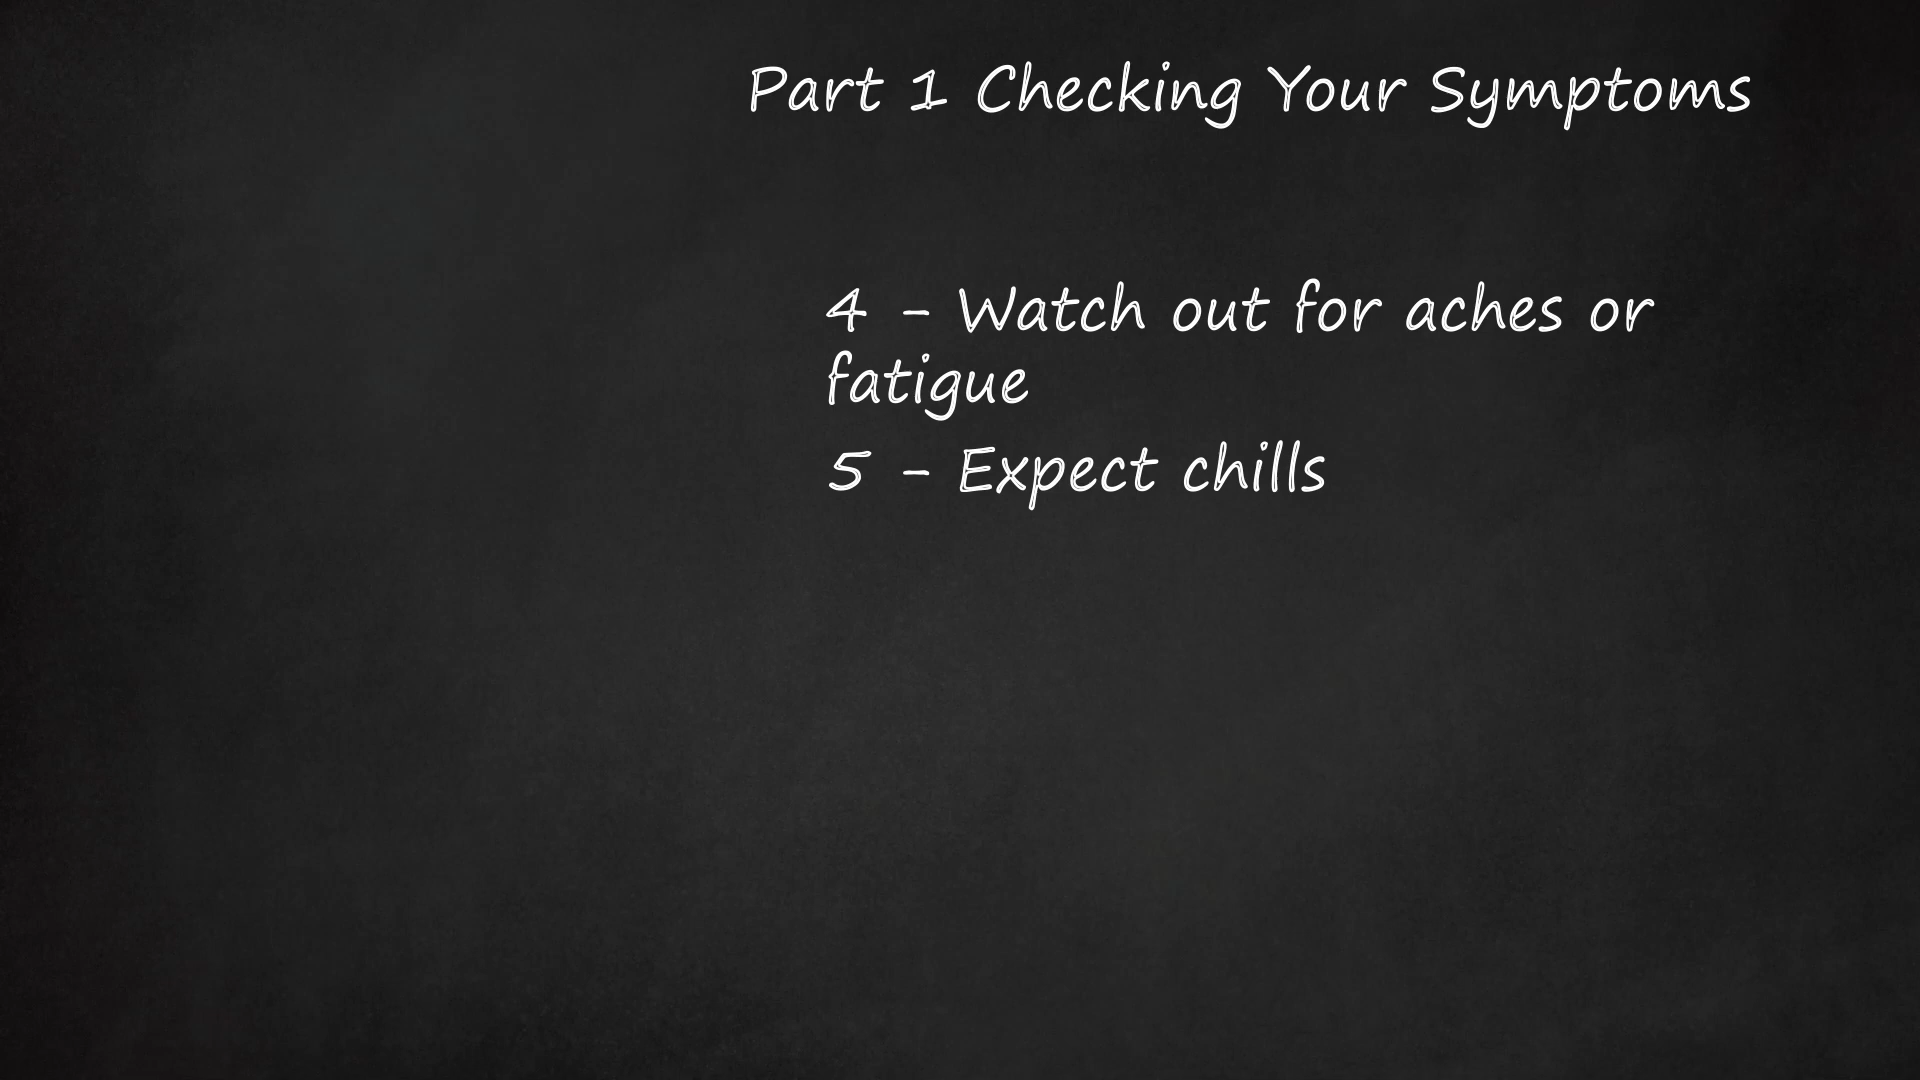 Part 1 Checking Your Symptoms
4 - Watch out for aches or
fatigue
5 - Expect chills